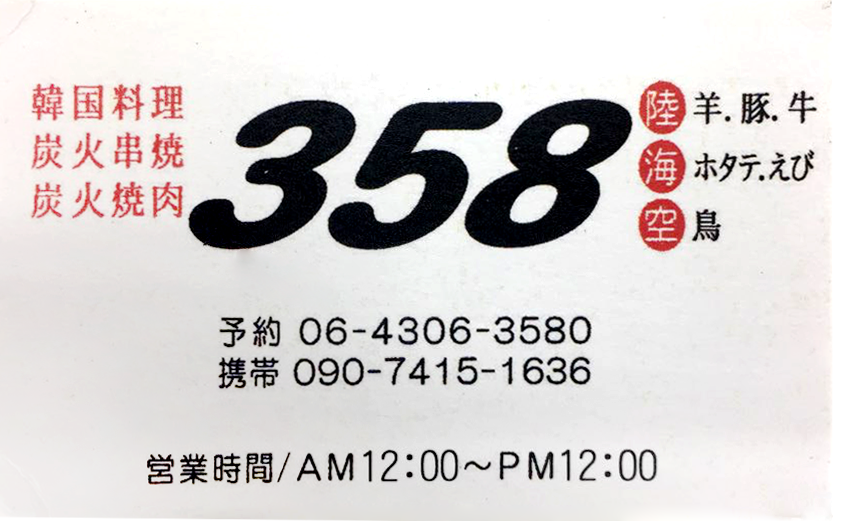 韓国料理
炭火串焼
炭火焼肉
358
陸 羊.豚.牛
海 ホタテ.えび
空 鳥
予約 06-4306-3580
携帯 090-7415-1636
営業時間/AM12:00～PM12:00